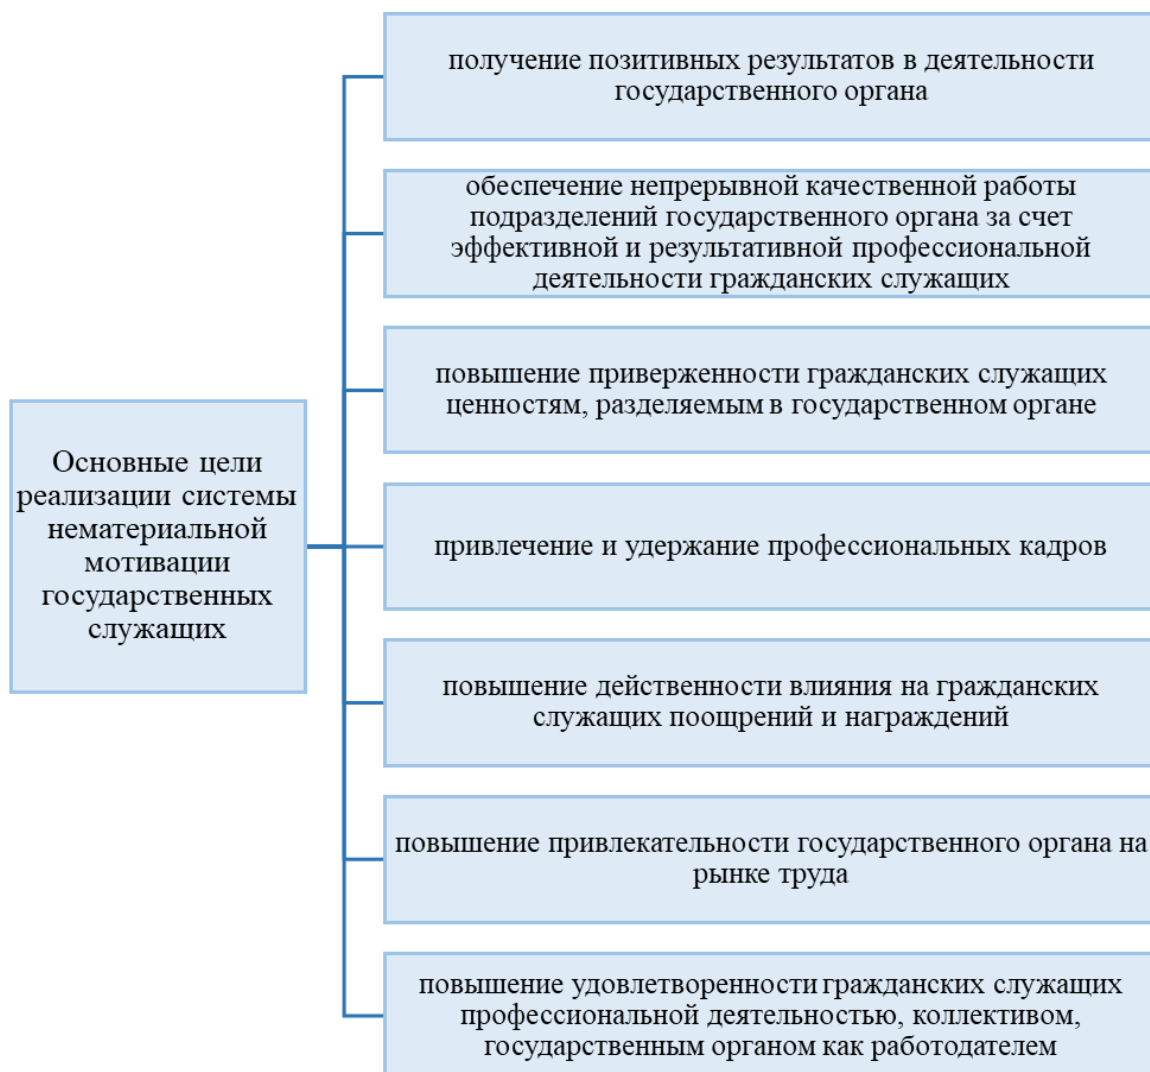 Основные цели
реализации системы
нематериальной
мотивации
государственных
служащих
получение позитивных результатов в деятельности
государственного органа
обеспечение непрерывной качественной работы
подразделений государственного органа за счет
эффективной и результативной профессиональной
деятельности гражданских служащих
повышение приверженности гражданских служащих
ценностям, разделяемым в государственном органе
привлечение и удержание профессиональных кадров
повышение действенности влияния на гражданских
служащих поощрений и награждений
повышение привлекательности государственного органа на
рынке труда
повышение удовлетворенности гражданских служащих
профессиональной деятельностью, коллективом,
государственным органом как работодателем